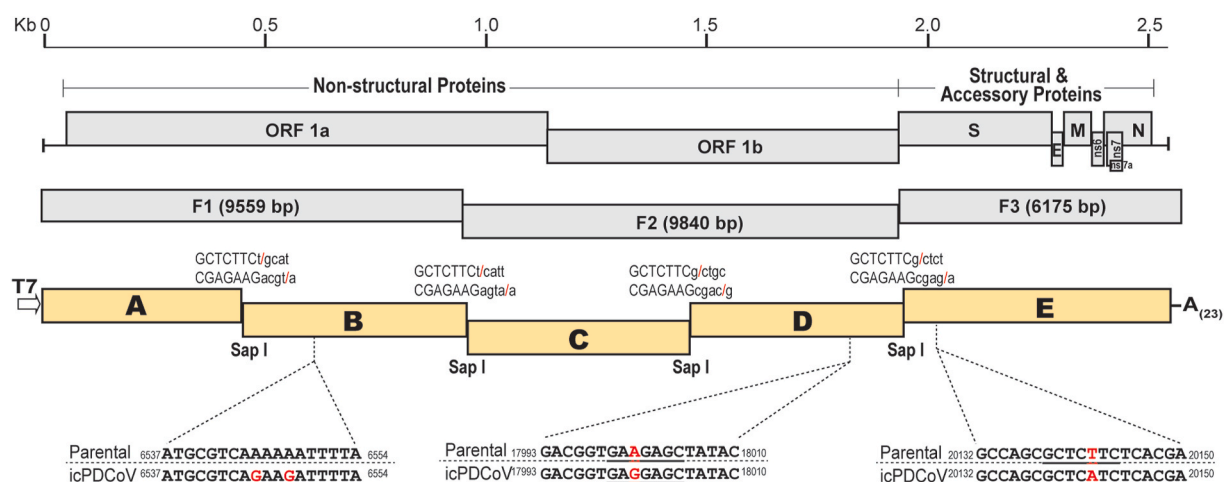 Kb 0 0.5 1.0 1.5 2.0 2.5
Non-structural Proteins
Structural &
Accessory Proteins
ORF 1a
ORF 1b
S
E
M
ns6
ns7
ns7a
N
F1 (9559 bp)
F2 (9840 bp)
F3 (6175 bp)
GCTCTTCt/gcat
CGAGAAGacgt/a
GCTCTTCt/catt
CGAGAAGagta/a
GCTCTTCg/ctgc
CGAGAAGcgac/g
GCTCTTCg/ctct
CGAGAAGcgag/a
T7
A
B
C
D
E
A(23)
Sap I
Sap I
Sap I
Sap I
Parental 6537 ATGCGTCAAAAAATTTTA 6554
icPDCoV 6537 ATGCGTCAGAAGATTTTA 6554
Parental 17993 GACGGTGAAGAGCTATAC 18010
icPDCoV 17993 GACGGTGAGGAGCTATAC 18010
Parental 20132 GCCAGCGCTCTTCTCACGA 20150
icPDCoV 20132 GCCAGCGCTCATCTCACGA 20150